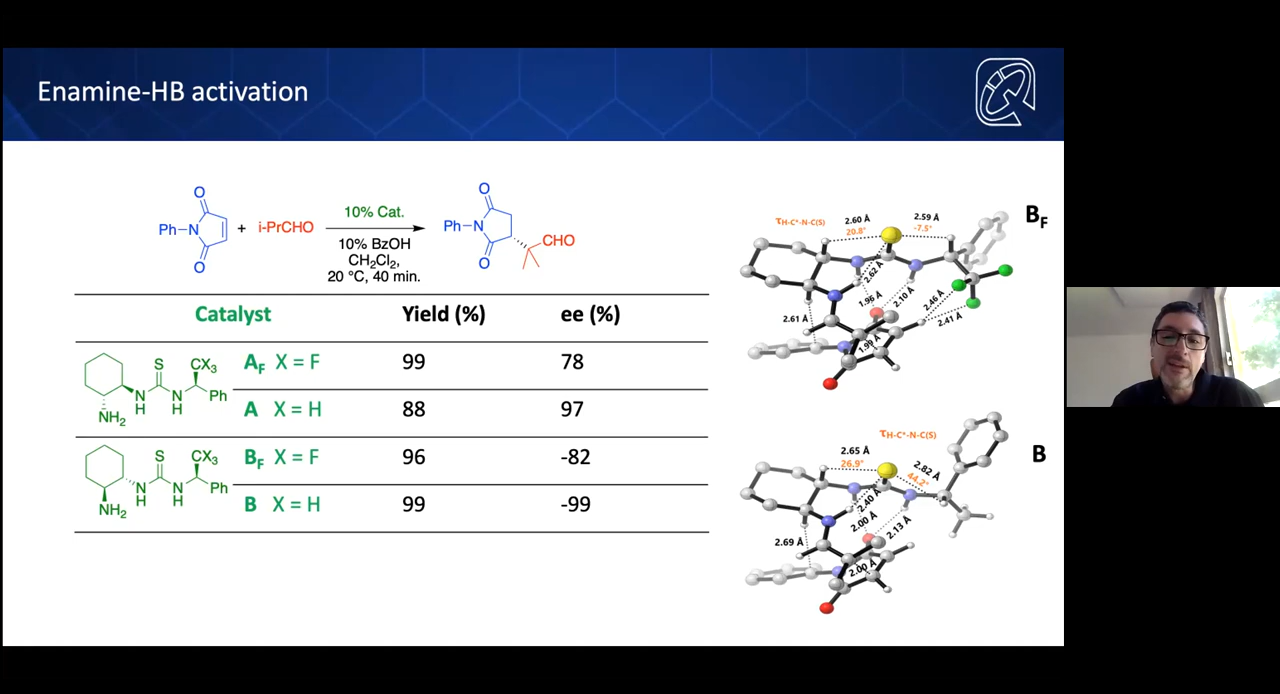 Enamine-HB activation
O
Ph-N
O
+
i-PrCHO
10% Cat.
10% BzOH
CH₂Cl₂,
20 °C, 40 min.
O
Ph-N
CHO
O
Catalyst Yield (%) ee (%)
S
CX₃
N
H
N
H
Ph
NH₂
A_F X = F 99 78
A X = H 88 97
S
CX₃
N
H
N
H
Ph
NH₂
B_F X = F 96 -82
B X = H 99 -99
B_F
τH-C*-N-C(S)
2.60 Å
20.8°
2.59 Å
-7.5°
2.62 Å
1.96 Å
2.10 Å
2.46 Å
2.41 Å
2.61 Å
1.99 Å
B
τH-C*-N-C(S)
2.65 Å
26.9°
2.82 Å
44.2°
2.40 Å
2.00 Å
2.13 Å
2.69 Å
2.00 Å